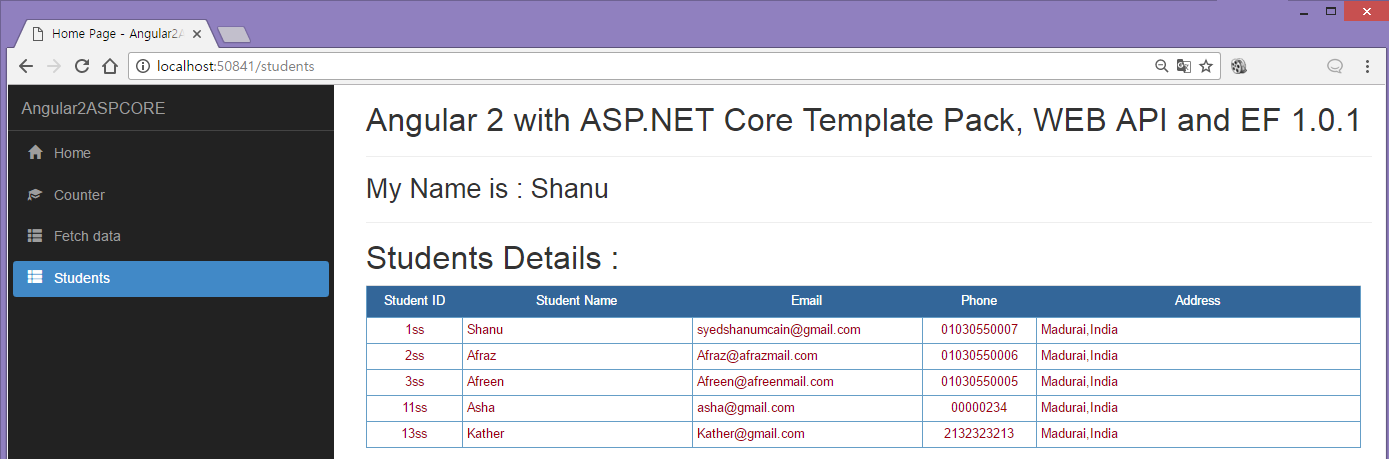 Home Page - Angular2A
localhost:50841/students
Angular2ASPCORE
Home
Counter
Fetch data
Students
Angular 2 with ASP.NET Core Template Pack, WEB API and EF 1.0.1
My Name is : Shanu
Students Details :
Student ID Student Name Email Phone Address
1ss Shanu syedshanumcain@gmail.com 01030550007 Madurai,India
2ss Afraz Afraz@afrazmail.com 01030550006 Madurai,India
3ss Afreen Afreen@afreenmail.com 01030550005 Madurai,India
11ss Asha asha@gmail.com 00000234 Madurai,India
13ss Kather Kather@gmail.com 2132323213 Madurai,India